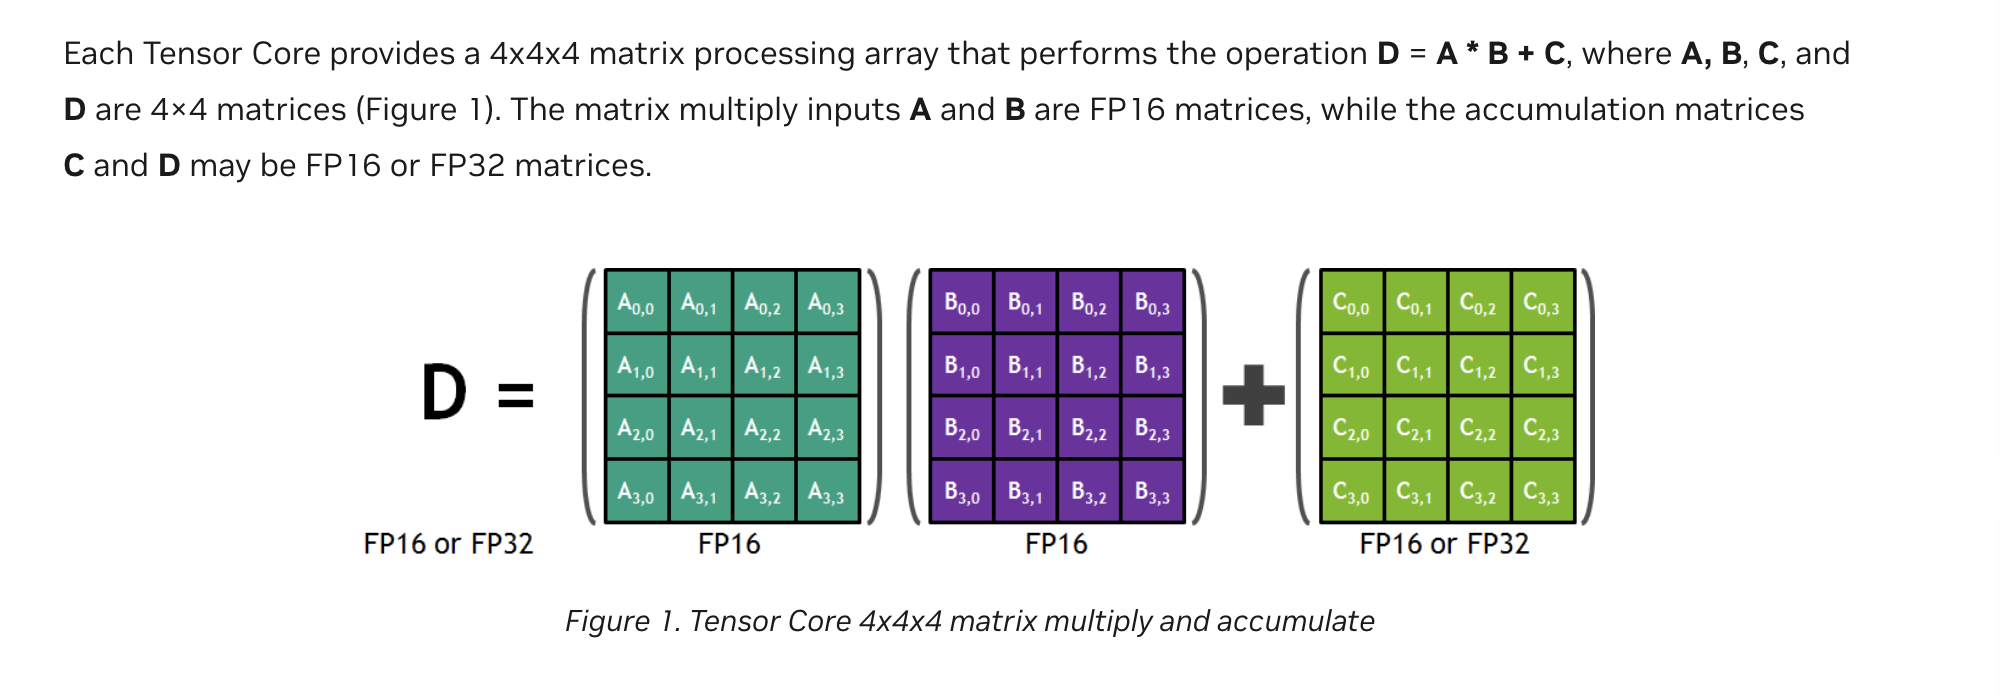 Each Tensor Core provides a 4x4x4 matrix processing array that performs the operation D = A * B + C, where A, B, C, and
D are 4×4 matrices (Figure 1). The matrix multiply inputs A and B are FP16 matrices, while the accumulation matrices
C and D may be FP16 or FP32 matrices.
A0,0 A0,1 A0,2 A0,3 B0,0 B0,1 B0,2 B0,3 C0,0 C0,1 C0,2 C0,3
A1,0 A1,1 A1,2 A1,3 B1,0 B1,1 B1,2 B1,3 C1,0 C1,1 C1,2 C1,3
D = +
A2,0 A2,1 A2,2 A2,3 B2,0 B2,1 B2,2 B2,3 C2,0 C2,1 C2,2 C2,3
A3,0 A3,1 A3,2 A3,3 B3,0 B3,1 B3,2 B3,3 C3,0 C3,1 C3,2 C3,3
FP16 or FP32 FP16 FP16 FP16 or FP32
Figure 1. Tensor Core 4x4x4 matrix multiply and accumulate